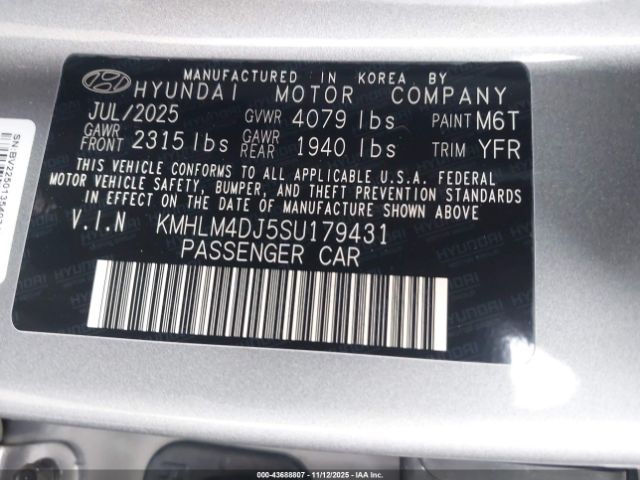 MANUFACTURED IN KOREA BY
HYUNDAI MOTOR COMPANY
JUL/2025 GVWR 4079 lbs PAINT M6T
GAWR FRONT 2315 lbs GAWR REAR 1940 lbs TRIM YFR
THIS VEHICLE CONFORMS TO ALL APPLICABLE U.S.A. FEDERAL
MOTOR VEHICLE SAFETY, BUMPER, AND THEFT PREVENTION STANDARDS
IN EFFECT ON THE DATE OF MANUFACTURE SHOWN ABOVE.
V.I.N KMHLM4DJ5SU179431
PASSENGER CAR
000-43688807 - 11/12/2025 - IAAI.COM